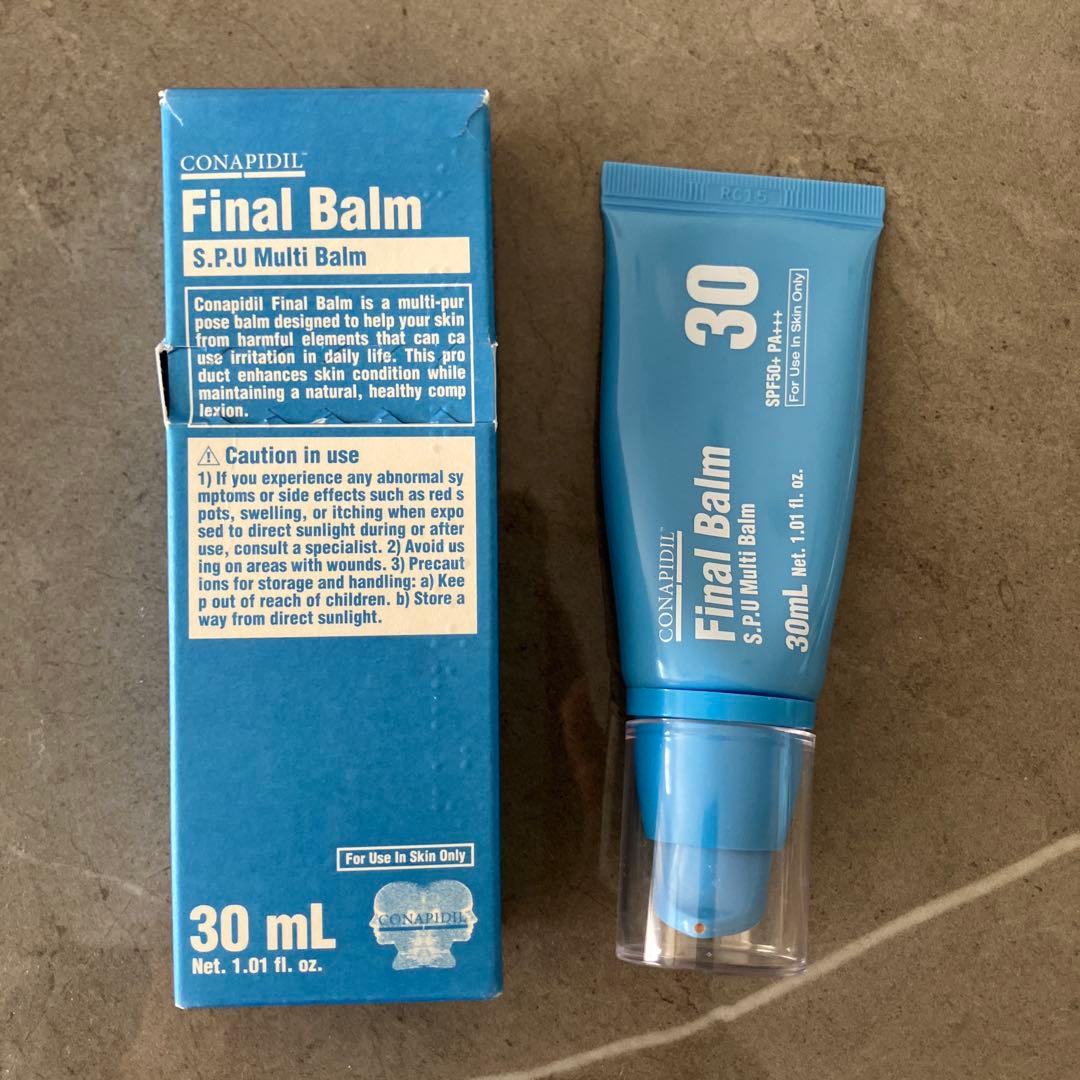 CONAPIDIL™
Final Balm
S.P.U Multi Balm
Conapidil Final Balm is a multi-pur
pose balm designed to help your skin
from harmful elements that can ca
use irritation in daily life. This pro
duct enhances skin condition while
maintaining a natural, healthy comp
lexion.
⚠ Caution in use
1) If you experience any abnormal sy
mptoms or side effects such as red s
pots, swelling, or itching when expo
sed to direct sunlight during or after
use, consult a specialist. 2) Avoid us
ing on areas with wounds. 3) Precaut
ions for storage and handling: a) Kee
p out of reach of children. b) Store a
way from direct sunlight.
For Use In Skin Only
CONAPIDIL
30 mL
Net. 1.01 fl. oz.
RG15
CONAPIDIL™
Final Balm
S.P.U Multi Balm
30mL Net. 1.01 fl. oz.
30
SPF50+ PA+++
For Use In Skin Only